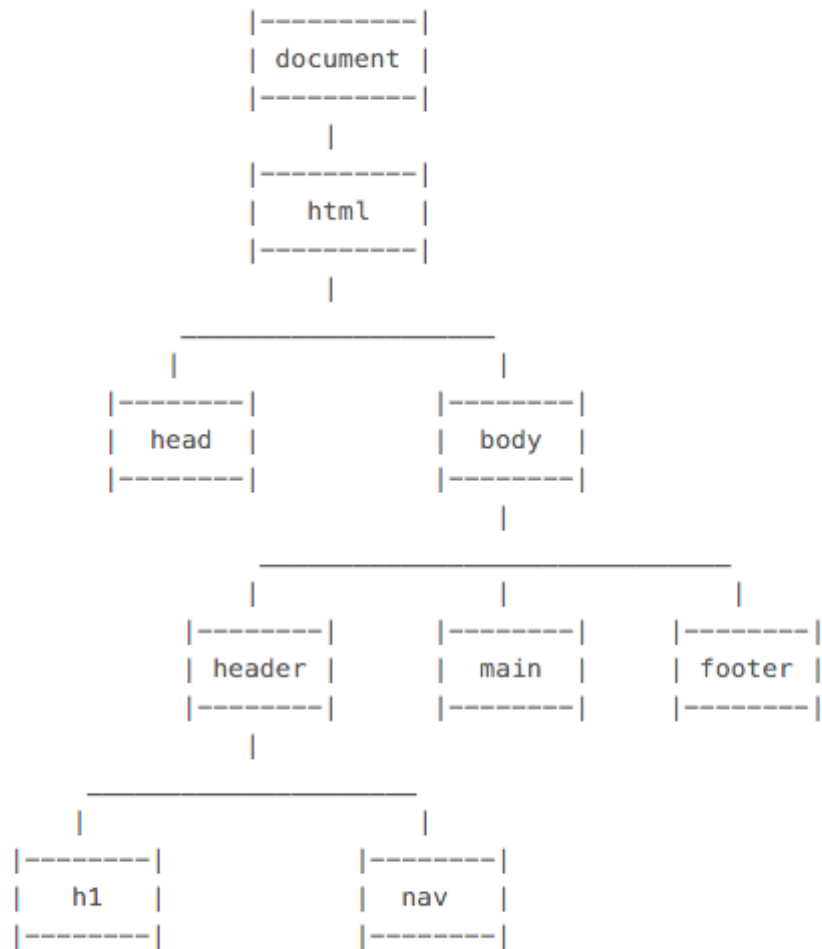 document
html
head body
header main footer
h1 nav